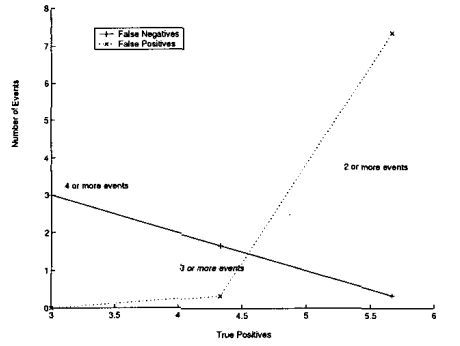 8
7
6
5
4
3
2
1
0
Number of Events
False Negatives
False Positives
4 or more events
3 or more events
2 or more events
3
3.5
4
4.5
5
5.5
6
True Positives